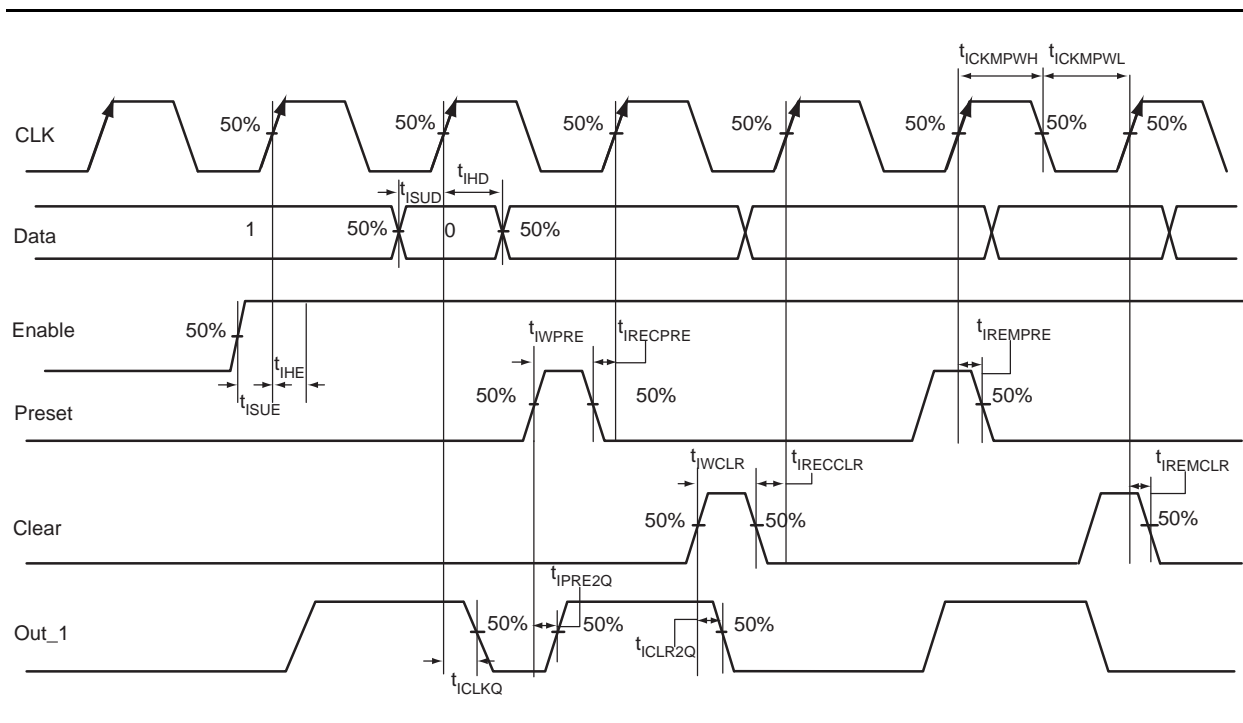 tICKMPWH tICKMPWL
CLK
50% 50% 50% 50% 50% 50% 50%
tISUD tIHD
Data
1 50% 0 50%
Enable
50%
tIHE
tISUE
tIWPRE tIRECPRE tIREMPRE
Preset
50% 50% 50%
tIWCLR tIRECCLR tIREMCLR
Clear
50% 50% 50%
tIPRE2Q
Out_1
50% 50% 50%
tICLR2Q
tICLKQ